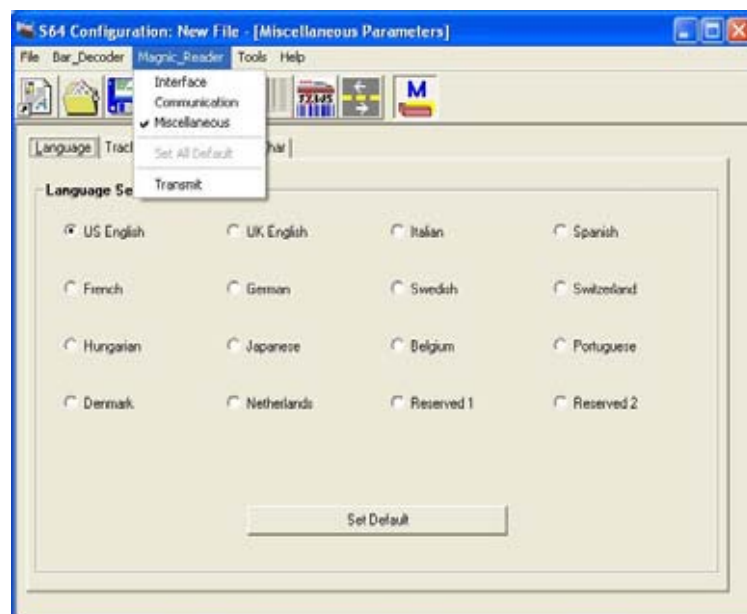 S64 Configuration: New File - [Miscellaneous Parameters]
File Bar_Decoder Magnic_Reader Tools Help
Interface
Communication
Miscellaneous
Set All Default
Transmit
M
Language
Language Se
US English UK English Italian Spanish
French German Swedish Switzerland
Hungarian Japanese Belgium Portuguese
Denmark Netherlands Reserved 1 Reserved 2
Set Default